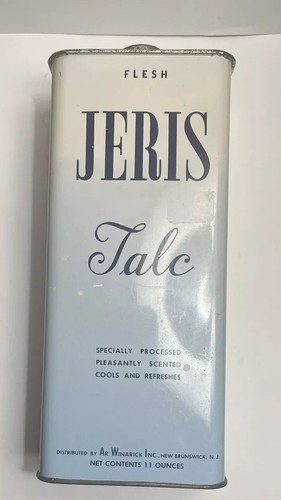 FLESH
JERIS
Talc
SPECIALLY PROCESSED
PLEASANTLY SCENTED
COOLS AND REFRESHES
DISTRIBUTED BY AR. WINARICK INC., NEW BRUNSWICK, N. J.
NET CONTENTS 11 OUNCES